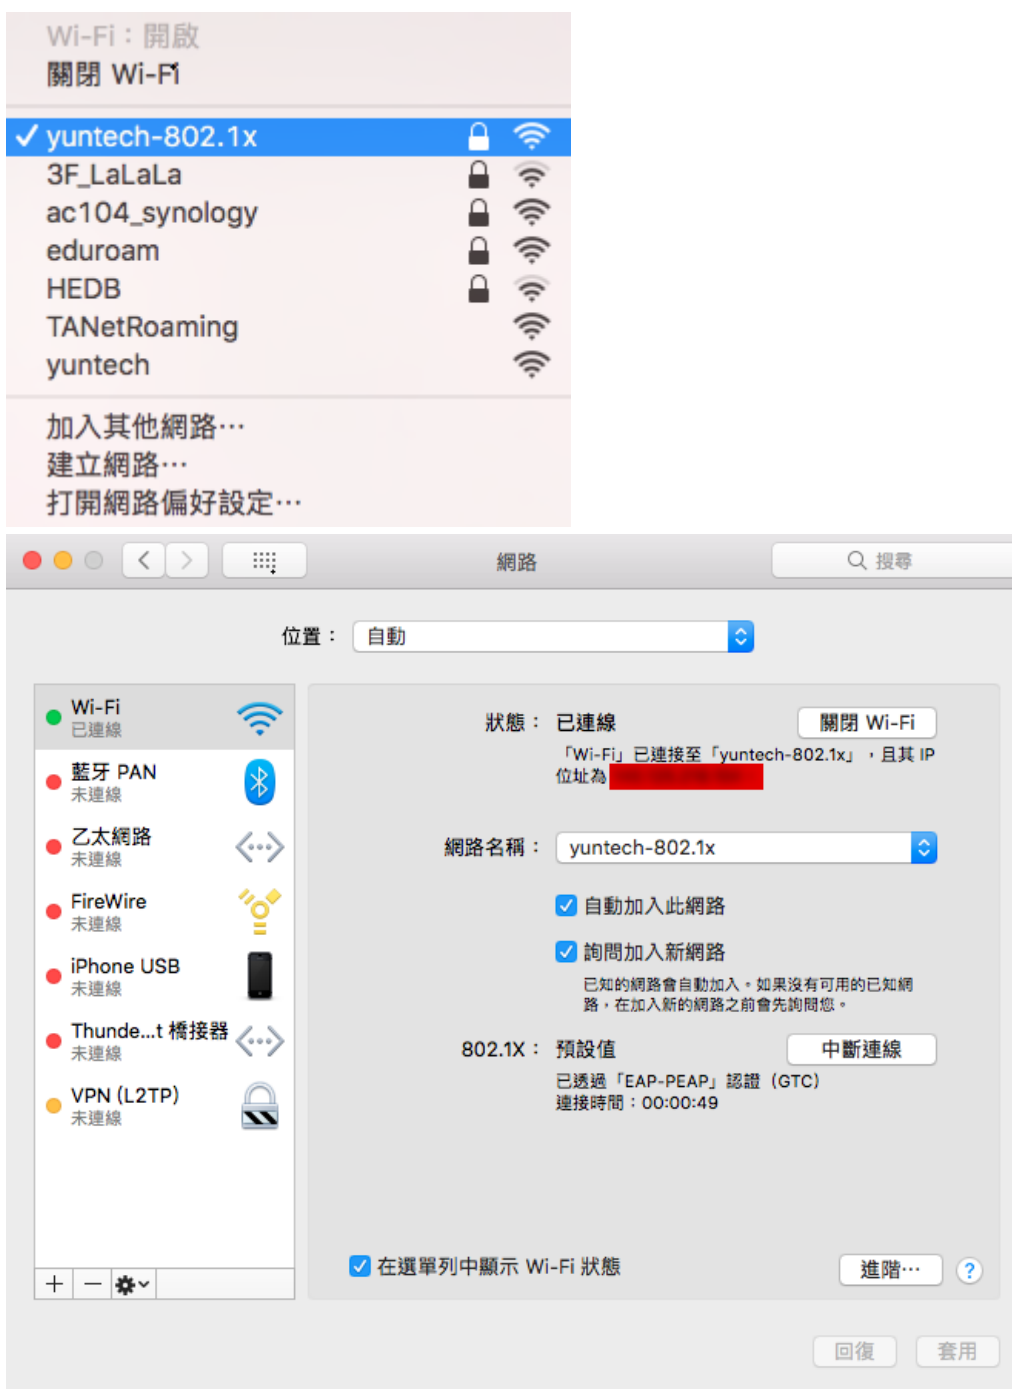 Wi-Fi：開啟
關閉 Wi-Fi
yuntech-802.1x
3F_LaLaLa
ac104_synology
eduroam
HEDB
TANetRoaming
yuntech
加入其他網路⋯
建立網路⋯
打開網路偏好設定⋯
網路
搜尋
位置：
自動
Wi-Fi
已連線
藍牙 PAN
未連線
乙太網路
未連線
FireWire
未連線
iPhone USB
未連線
Thunde...t 橋接器
未連線
VPN (L2TP)
未連線
狀態： 已連線
關閉 Wi-Fi
「Wi-Fi」已連接至「yuntech-802.1x」，且其 IP
位址為
網路名稱： yuntech-802.1x
自動加入此網路
詢問加入新網路
已知的網路會自動加入。如果沒有可用的已知網
路，在加入新的網路之前會先詢問您。
802.1X： 預設值
中斷連線
已透過「EAP-PEAP」認證（GTC）
連接時間：00:00:49
在選單列中顯示 Wi-Fi 狀態
進階⋯
?
回復
套用